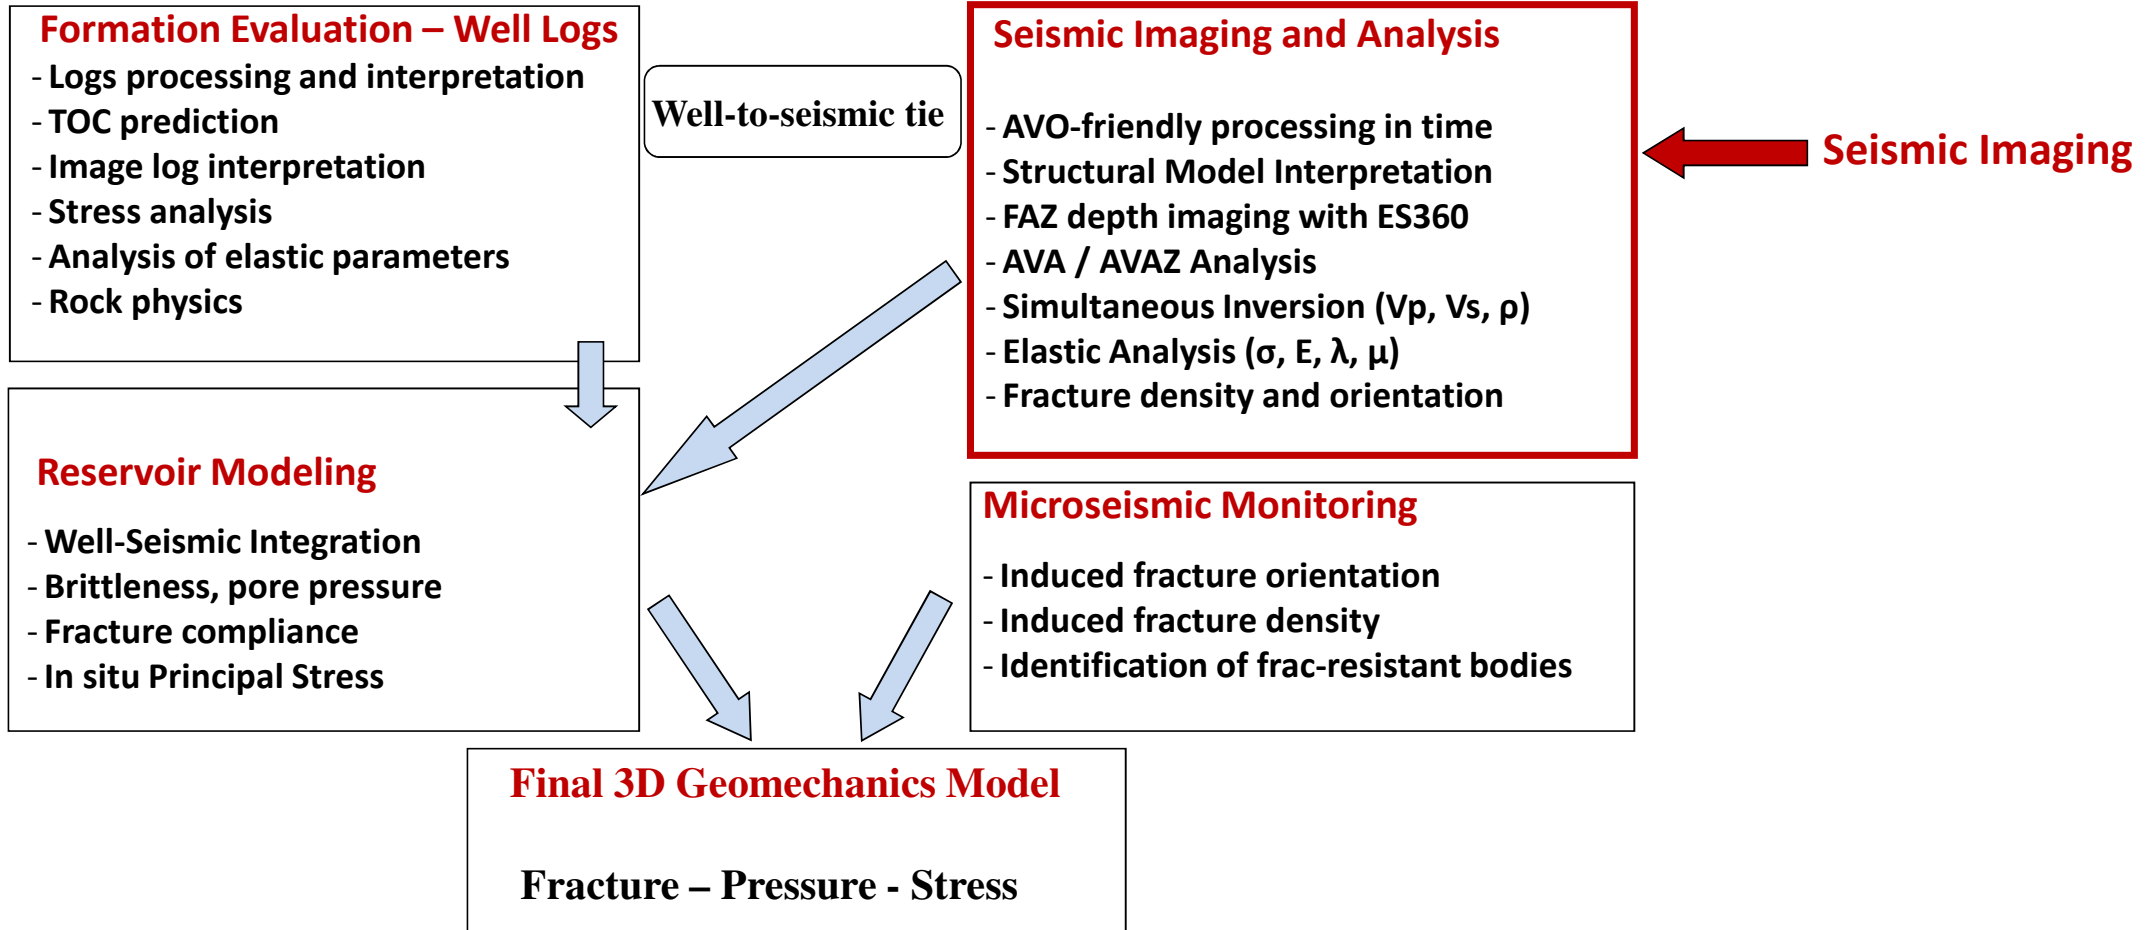 Formation Evaluation – Well Logs
- Logs processing and interpretation
- TOC prediction
- Image log interpretation
- Stress analysis
- Analysis of elastic parameters
- Rock physics
Well-to-seismic tie
Seismic Imaging and Analysis
- AVO-friendly processing in time
- Structural Model Interpretation
- FAZ depth imaging with ES360
- AVA / AVAZ Analysis
- Simultaneous Inversion (Vp, Vs, ρ)
- Elastic Analysis (σ, E, λ, μ)
- Fracture density and orientation
Seismic Imaging
Reservoir Modeling
- Well-Seismic Integration
- Brittleness, pore pressure
- Fracture compliance
- In situ Principal Stress
Microseismic Monitoring
- Induced fracture orientation
- Induced fracture density
- Identification of frac-resistant bodies
Final 3D Geomechanics Model
Fracture – Pressure - Stress